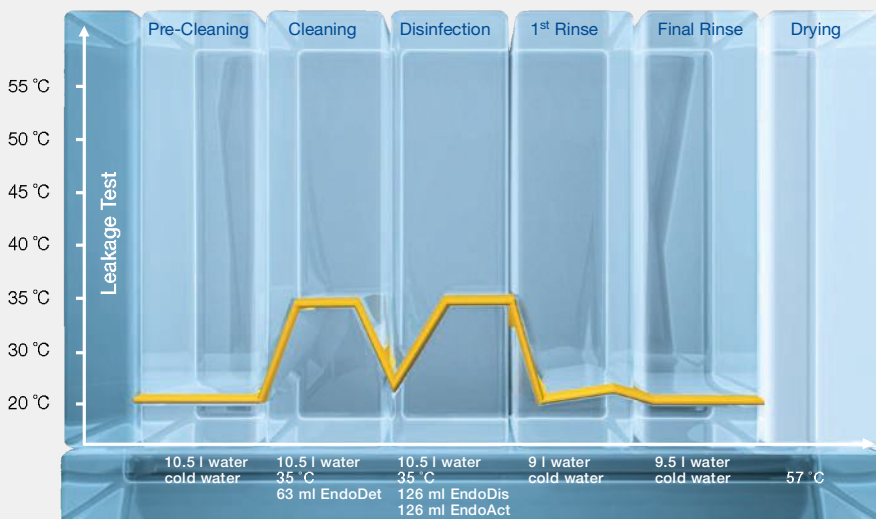 Pre-Cleaning
Cleaning
Disinfection
1st Rinse
Final Rinse
Drying
55 °C
50 °C
45 °C
40 °C
35 °C
30 °C
20 °C
Leakage Test
10.5 l water
cold water
10.5 l water
35 °C
63 ml EndoDet
10.5 l water
35 °C
126 ml EndoDis
126 ml EndoAct
9 l water
cold water
9.5 l water
cold water
57 °C